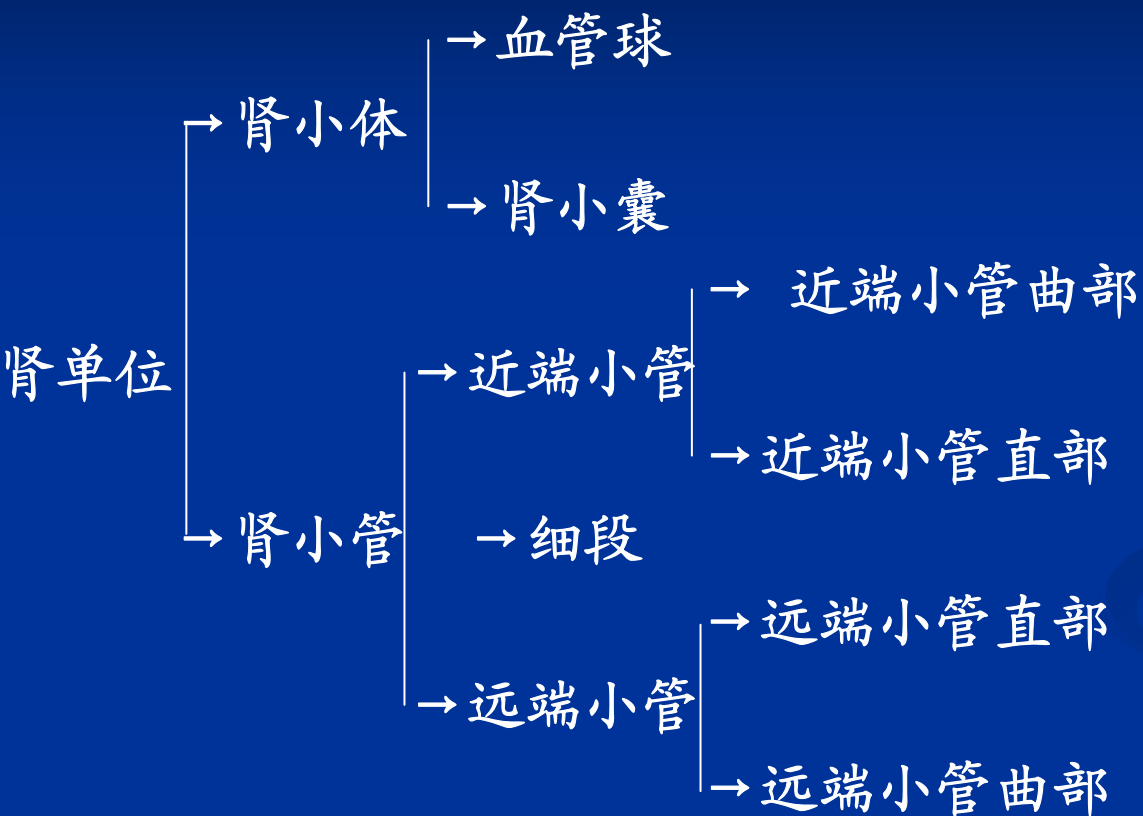 →血管球
→肾小体
→肾小囊
→ 近端小管曲部
肾单位
→近端小管
→近端小管直部
→肾小管
→细段
→远端小管直部
→远端小管
→远端小管曲部